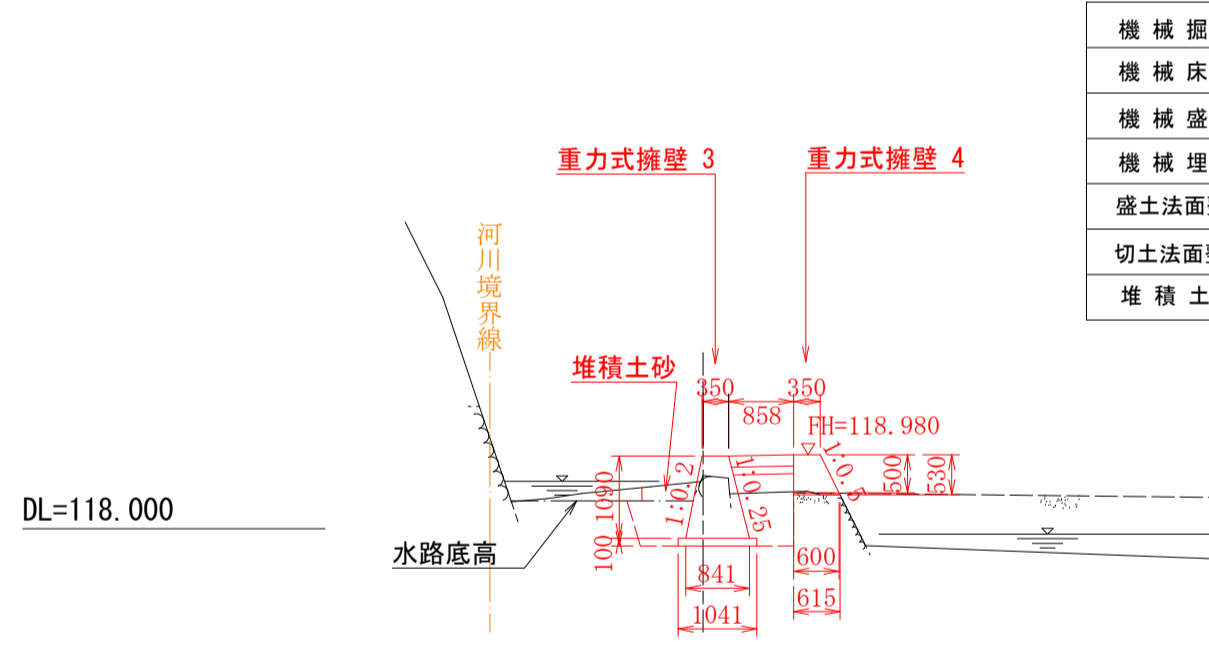 機 械 掘
機 械 床
機 械 盛
機 械 埋
盛土法面
切土法面
堆 積 土
重力式擁壁 3
重力式擁壁 4
河川境界線
堆積土砂
350
350
858
FH=118.980
1:0.2
1:0.25
1:0.5
500
530
1090
100
DL=118.000
水路底高
841
1041
600
615